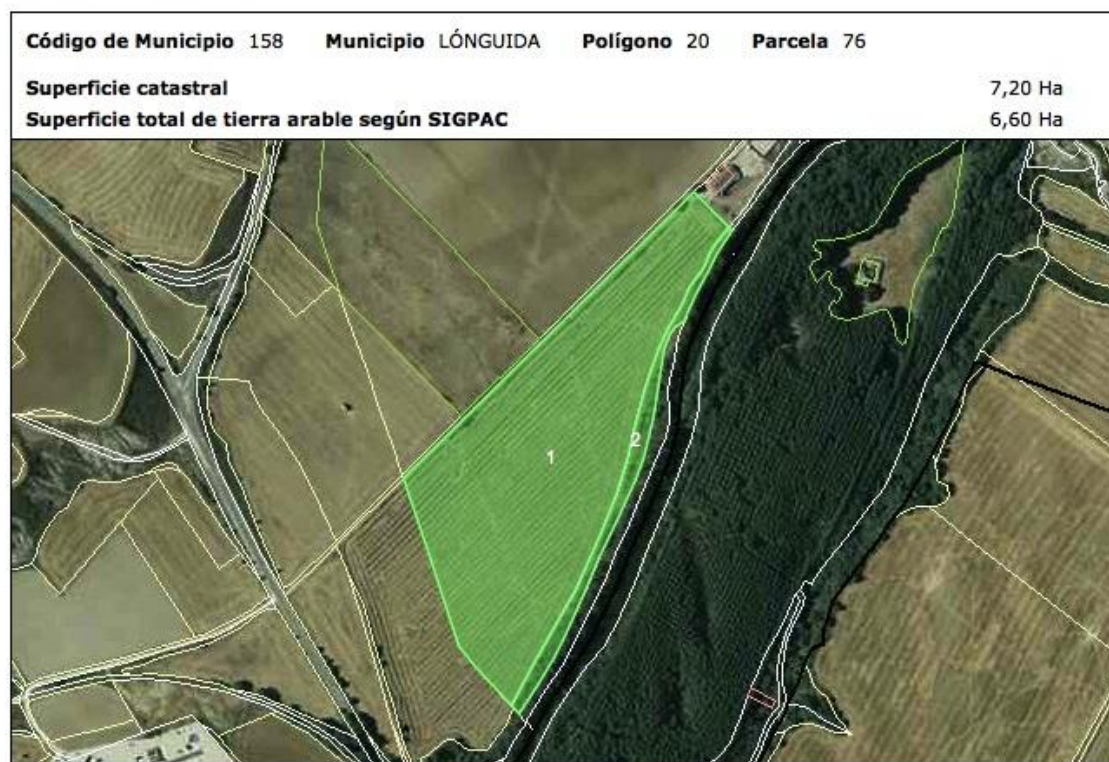 Código de Municipio 158 Municipio LÓNGUIDA Polígono 20 Parcela 76
Superficie catastral 7,20 Ha
Superficie total de tierra arable según SIGPAC 6,60 Ha
1
2